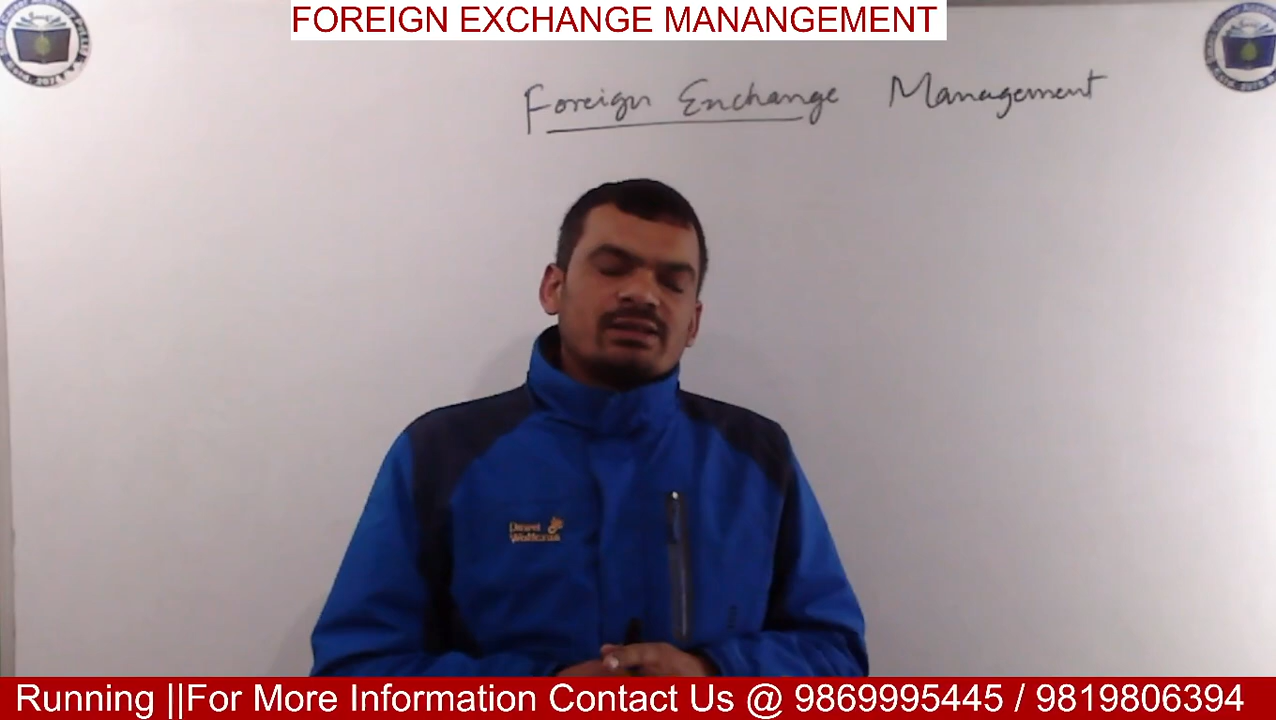 FOREIGN EXCHANGE MANANGEMENT
Foreign Exchange Management
Running ||For More Information Contact Us @ 9869995445 / 9819806394